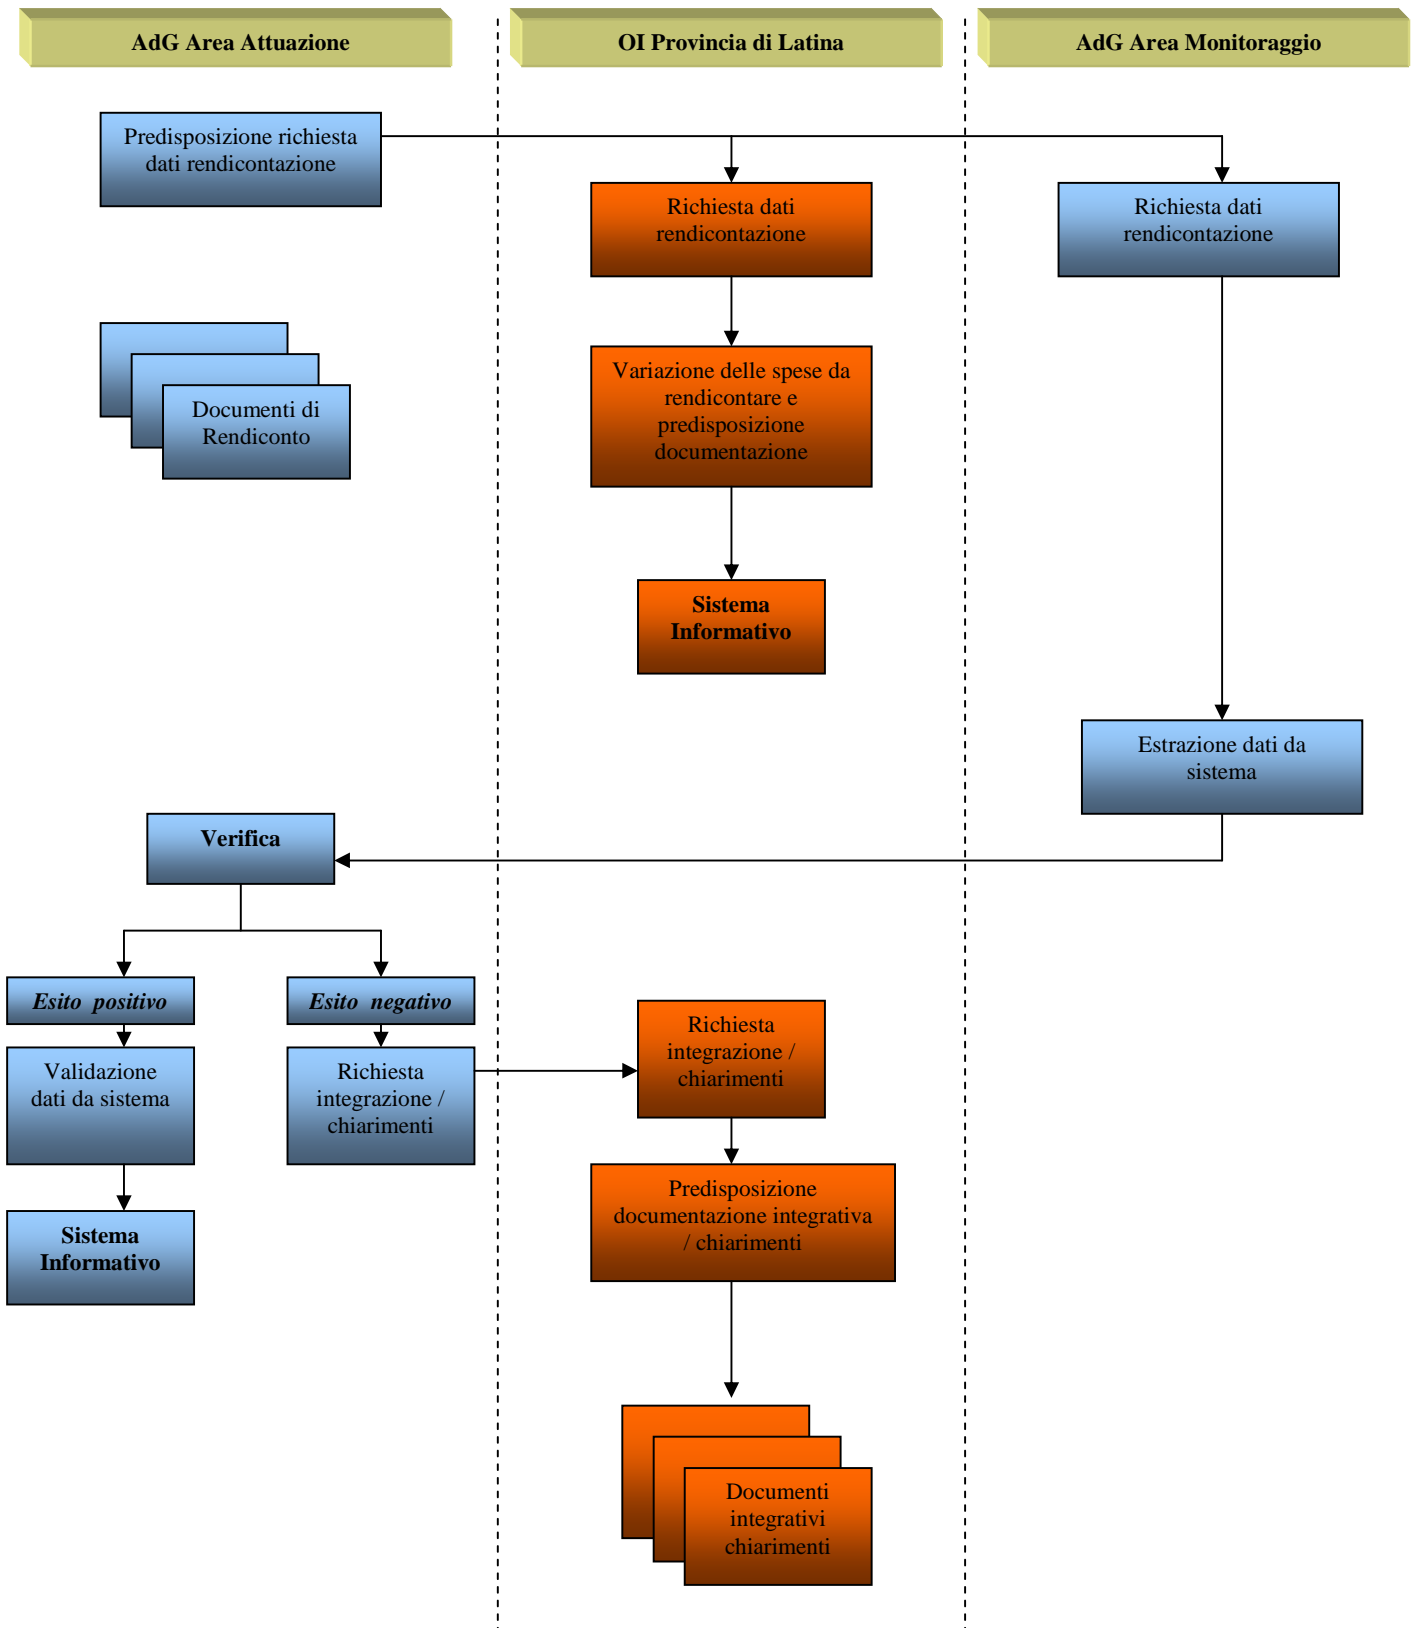 AdG Area Attuazione
OI Provincia di Latina
AdG Area Monitoraggio
Predisposizione richiesta
dati rendicontazione
Richiesta dati
rendicontazione
Richiesta dati
rendicontazione
Documenti di
Rendiconto
Variazione delle spese da
rendicontare e
predisposizione
documentazione
Sistema
Informativo
Estrazione dati da
sistema
Verifica
Esito positivo
Esito negativo
Validazione
dati da sistema
Richiesta
integrazione /
chiarimenti
Richiesta
integrazione /
chiarimenti
Sistema
Informativo
Predisposizione
documentazione integrativa
/ chiarimenti
Documenti
integrativi
chiarimenti